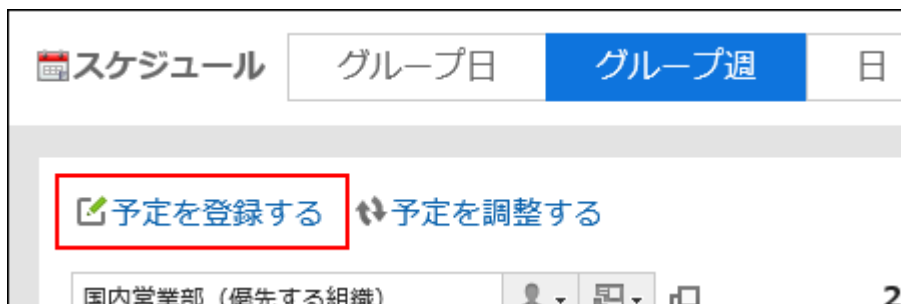 スケジュール グループ日 グループ週 日
予定を登録する 予定を調整する
国内営業部（優先する組織） 2